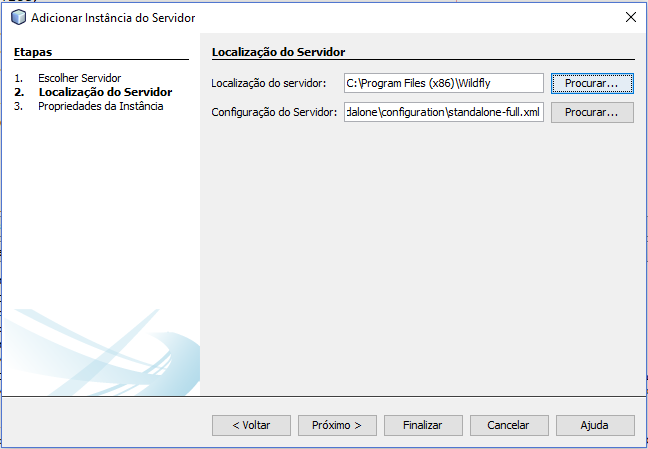 Adicionar Instância do Servidor
Etapas
1. Escolher Servidor
2. Localização do Servidor
3. Propriedades da Instância
Localização do Servidor
Localização do servidor: C:\Program Files (x86)\Wildfly Procurar...
Configuração do Servidor: dalone\configuration\standalone-full.xml Procurar...
< Voltar Próximo > Finalizar Cancelar Ajuda